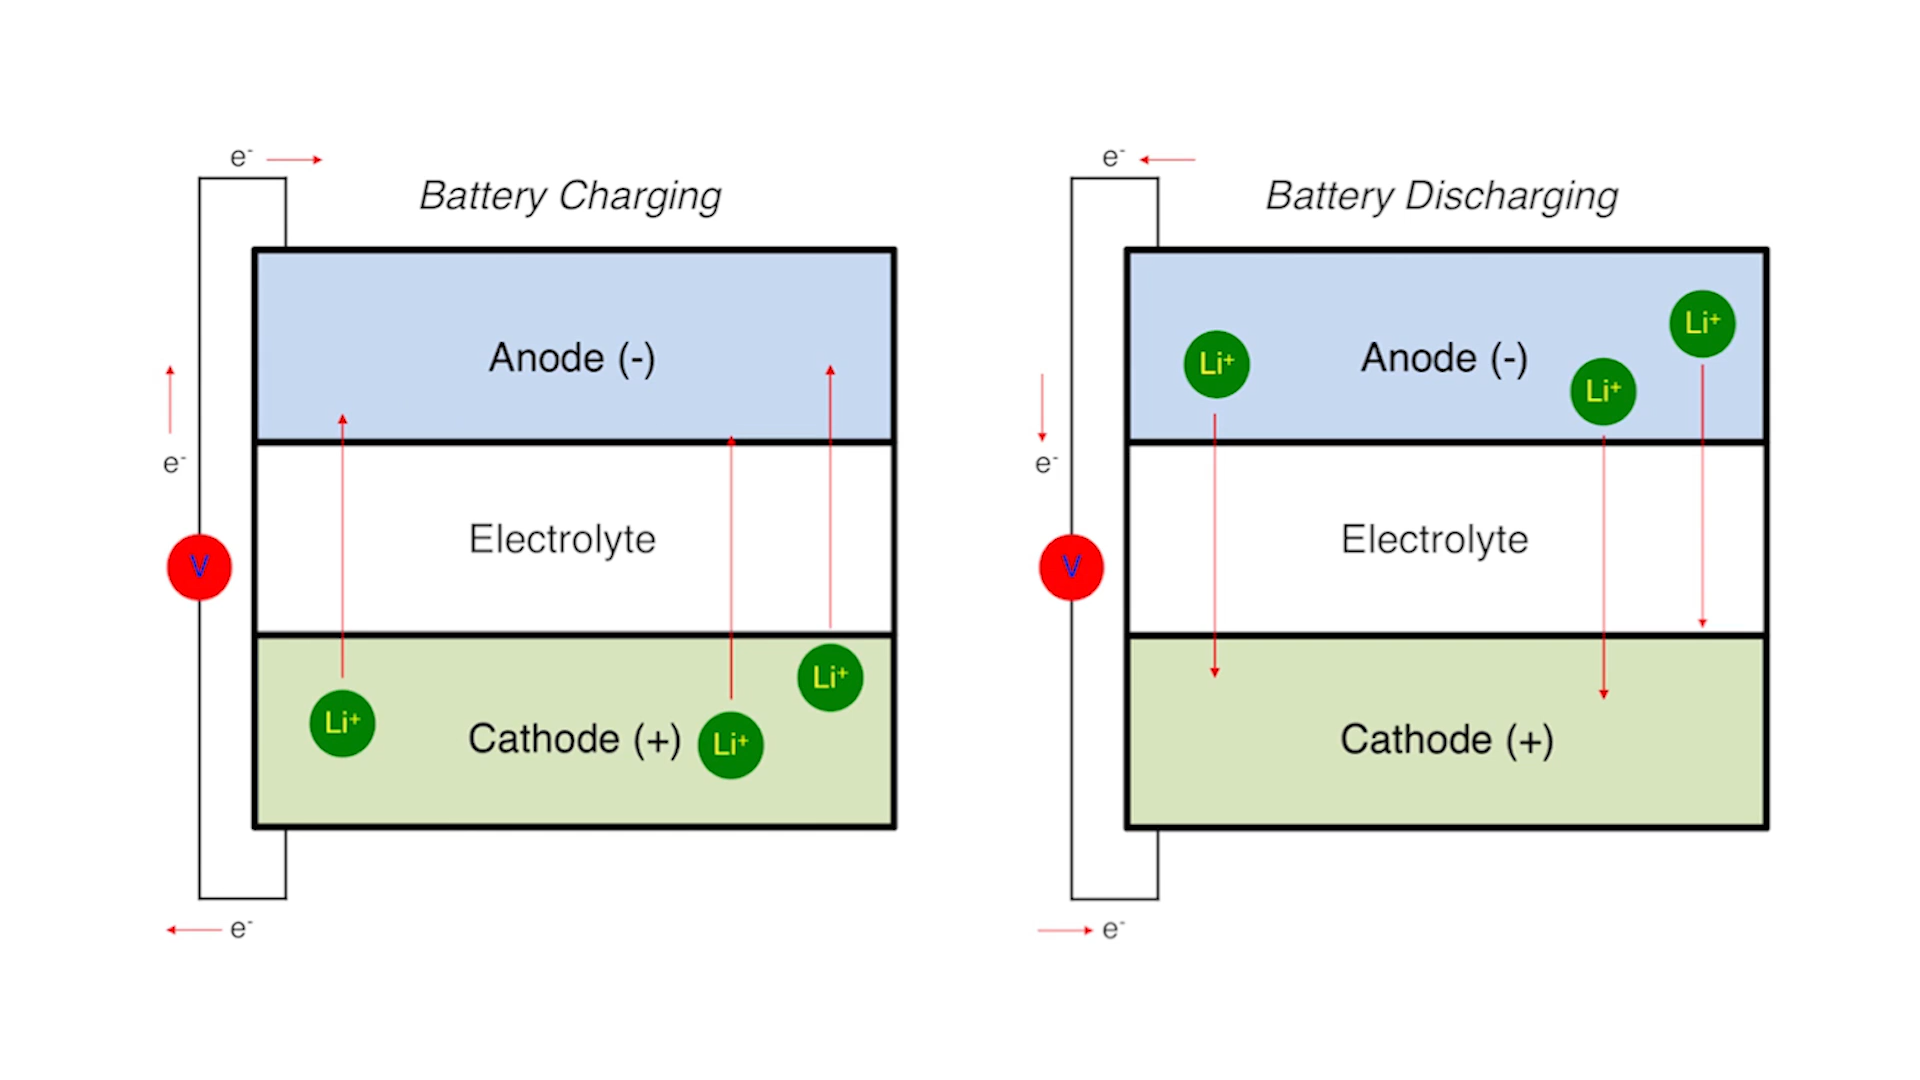 e⁻
Battery Charging
Anode (-)
e⁻
Electrolyte
V
Li⁺
Li⁺
Cathode (+)
Li⁺
e⁻
e⁻
Battery Discharging
Li⁺
Li⁺
Anode (-)
Li⁺
e⁻
Electrolyte
V
Cathode (+)
e⁻